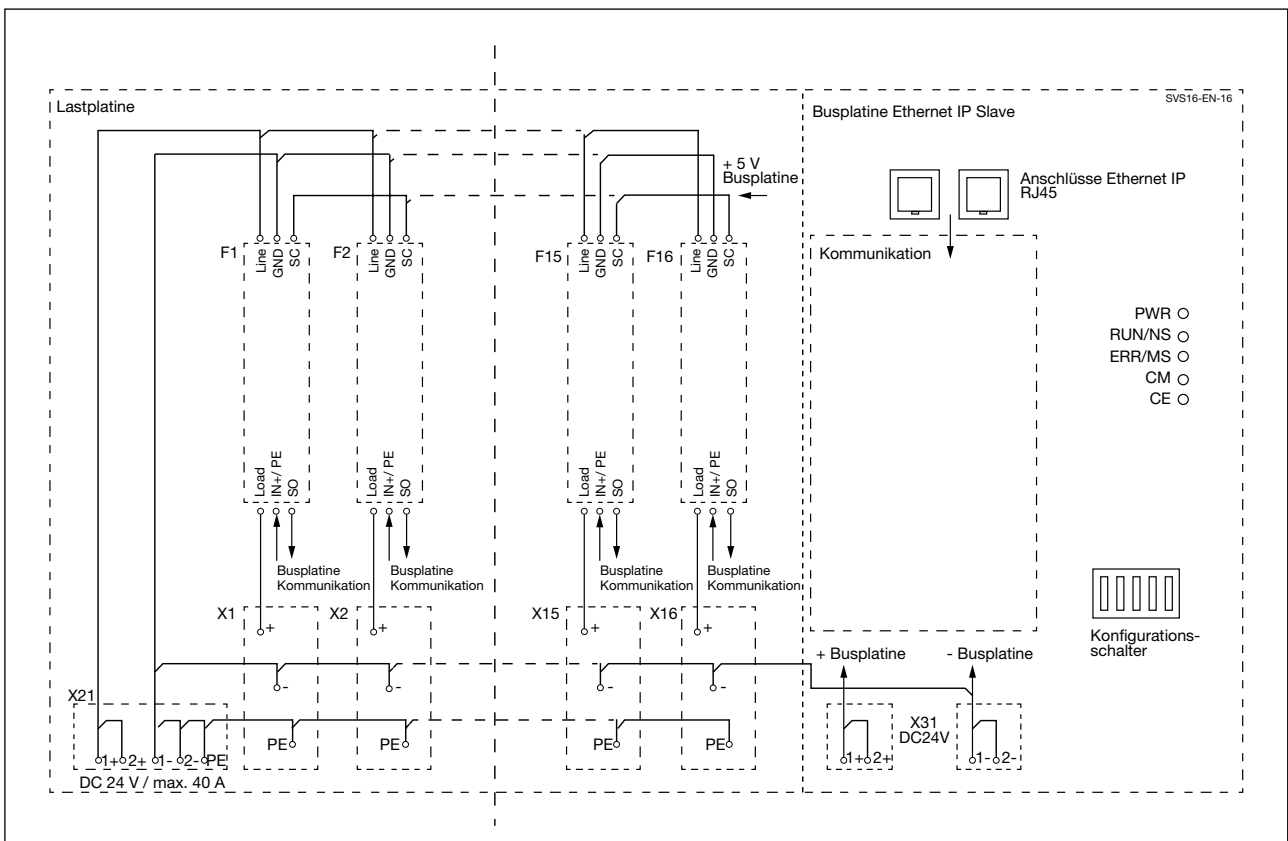 SVS16-EN-16
Lastplatine
Busplatine Ethernet IP Slave
+ 5 V
Busplatine
Anschlüsse Ethernet IP
RJ45
F1
Line
GND
SC
F2
Line
GND
SC
F15
Line
GND
SC
F16
Line
GND
SC
Kommunikation
PWR
RUN/NS
ERR/MS
CM
CE
Load
IN+/ PE
SO
Load
IN+/ PE
SO
Load
IN+/ PE
SO
Load
IN+/ PE
SO
Busplatine
Kommunikation
Busplatine
Kommunikation
Busplatine
Kommunikation
Busplatine
Kommunikation
X1
+
-
PE
X2
+
-
PE
X15
+
-
PE
X16
+
-
PE
Konfigurations-
schalter
+ Busplatine
- Busplatine
X21
1+ 2+ 1- 2- PE
DC 24 V / max. 40 A
X31
DC24V
1+ 2+
1- 2-